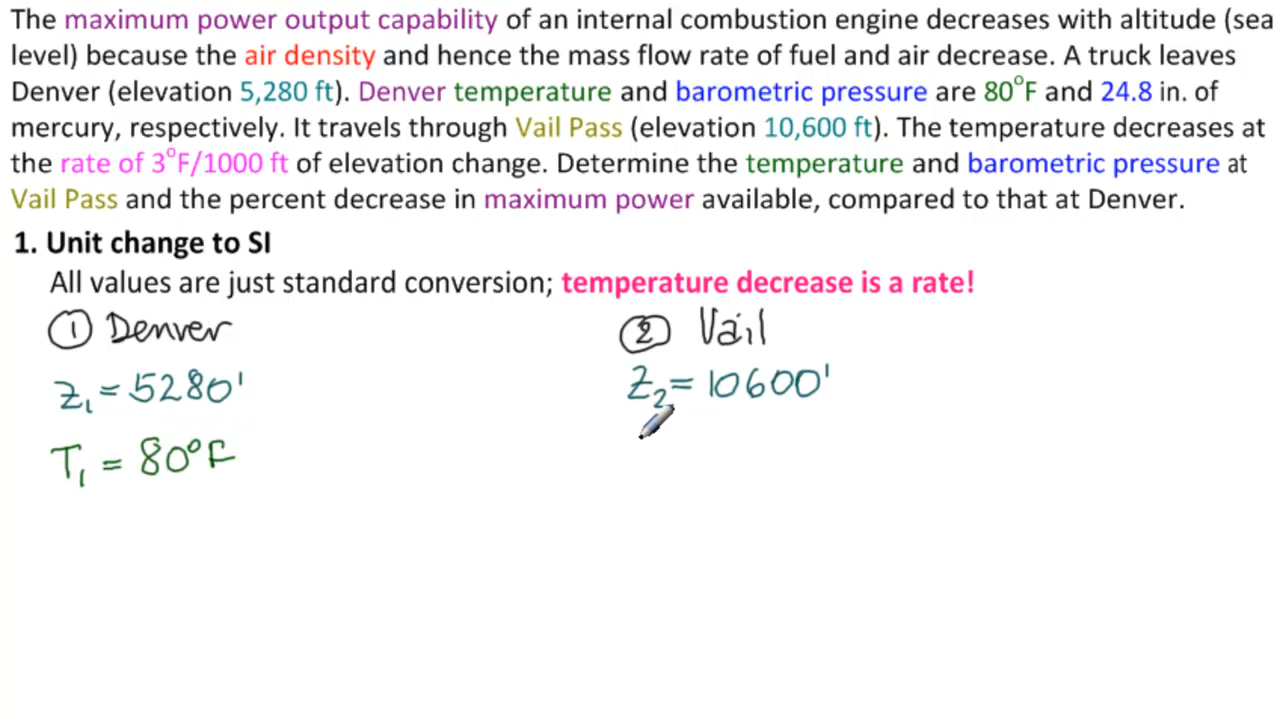 The maximum power output capability of an internal combustion engine decreases with altitude (sea
level) because the air density and hence the mass flow rate of fuel and air decrease. A truck leaves
Denver (elevation 5,280 ft). Denver temperature and barometric pressure are 80°F and 24.8 in. of
mercury, respectively. It travels through Vail Pass (elevation 10,600 ft). The temperature decreases at
the rate of 3°F/1000 ft of elevation change. Determine the temperature and barometric pressure at
Vail Pass and the percent decrease in maximum power available, compared to that at Denver.
1. Unit change to SI
All values are just standard conversion; temperature decrease is a rate!
① Denver
② Vail
Z₁ = 5280'
Z₂ = 10600'
T₁ = 80°F